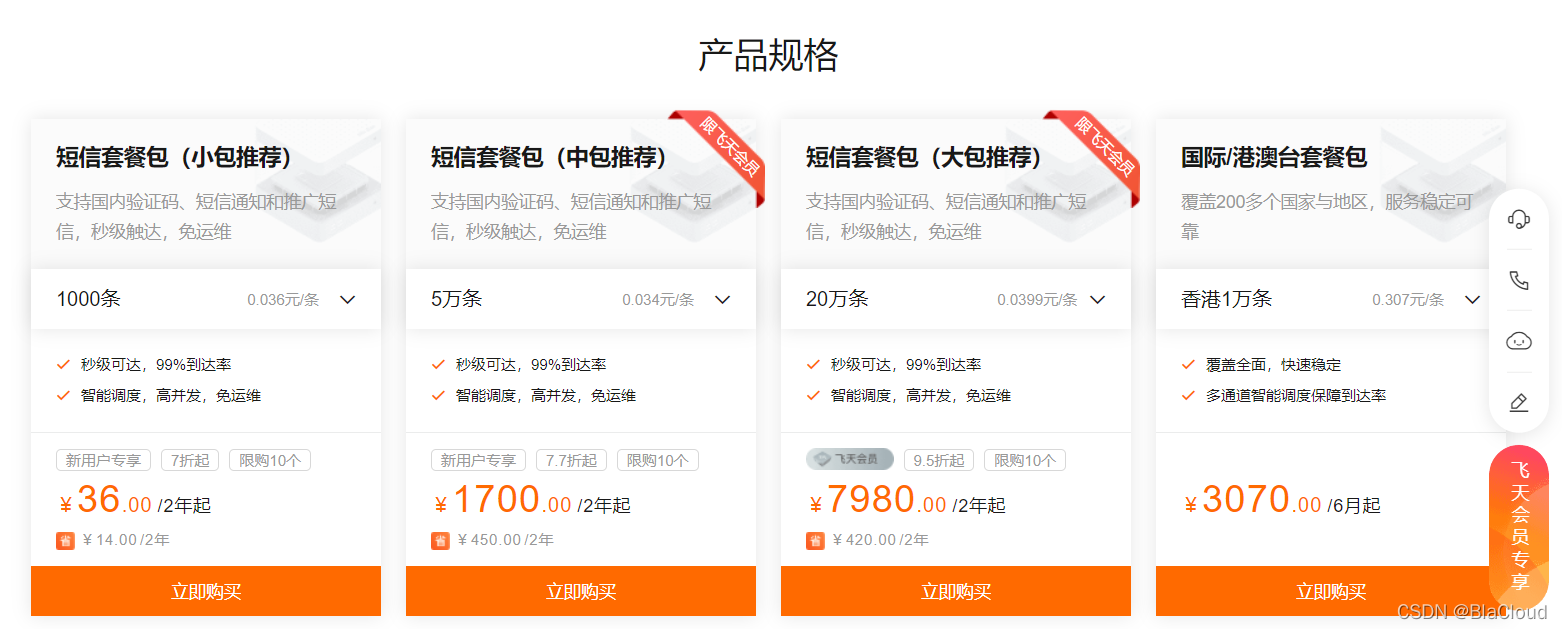 产品规格
短信套餐包（小包推荐）
支持国内验证码、短信通知和推广短
信，秒级触达，免运维
1000条 0.036元/条
秒级可达，99%到达率
智能调度，高并发，免运维
新用户专享 7折起 限购10个
¥36.00 /2年起
省 ¥14.00/2年
立即购买
限飞天会员
短信套餐包（中包推荐）
支持国内验证码、短信通知和推广短
信，秒级触达，免运维
5万条 0.034元/条
秒级可达，99%到达率
智能调度，高并发，免运维
新用户专享 7.7折起 限购10个
¥1700.00 /2年起
省 ¥450.00/2年
立即购买
限飞天会员
短信套餐包（大包推荐）
支持国内验证码、短信通知和推广短
信，秒级触达，免运维
20万条 0.0399元/条
秒级可达，99%到达率
智能调度，高并发，免运维
飞天会员 9.5折起 限购10个
¥7980.00 /2年起
省 ¥420.00/2年
立即购买
国际/港澳台套餐包
覆盖200多个国家与地区，服务稳定可
靠
香港1万条 0.307元/条
覆盖全面，快速稳定
多通道智能调度保障到达率
¥3070.00 /6月起
立即购买
飞天会员专享
CSDN @BlaCloud